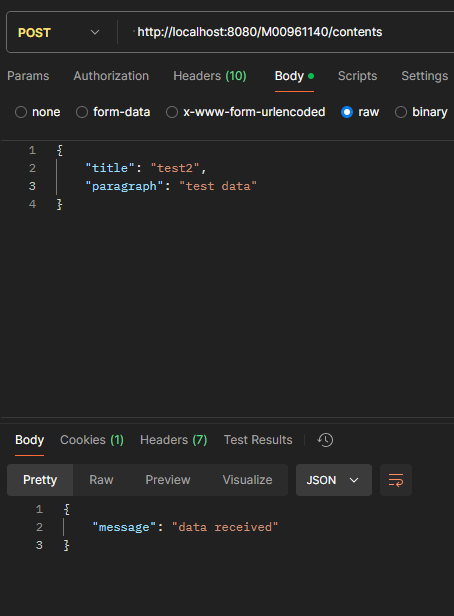 POST http://localhost:8080/M00961140/contents
Params Authorization Headers (10) Body Scripts Settings
none form-data x-www-form-urlencoded raw binary
1 {
2 "title": "test2",
3 "paragraph": "test data"
4 }
Body Cookies (1) Headers (7) Test Results
Pretty Raw Preview Visualize JSON
1 {
2 "message": "data received"
3 }